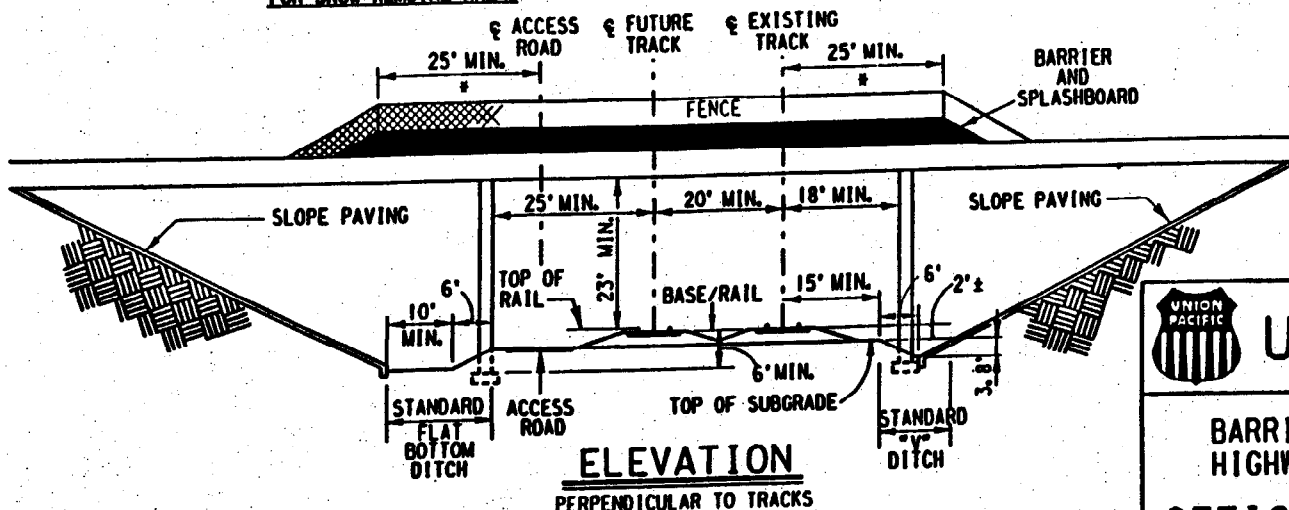 ℄ ACCESS ROAD
℄ FUTURE TRACK
℄ EXISTING TRACK
25' MIN.
*
25' MIN.
*
BARRIER AND SPLASHBOARD
FENCE
SLOPE PAVING
25' MIN.
20' MIN.
18' MIN.
SLOPE PAVING
23' MIN.
TOP OF RAIL
BASE/RAIL
15' MIN.
6'
2'±
10' MIN.
6'
6' MIN.
3'
STANDARD FLAT BOTTOM DITCH
ACCESS ROAD
TOP OF SUBGRADE
STANDARD "V" DITCH
ELEVATION
PERPENDICULAR TO TRACKS
UNION PACIFIC
U
BARRI
HIGHW